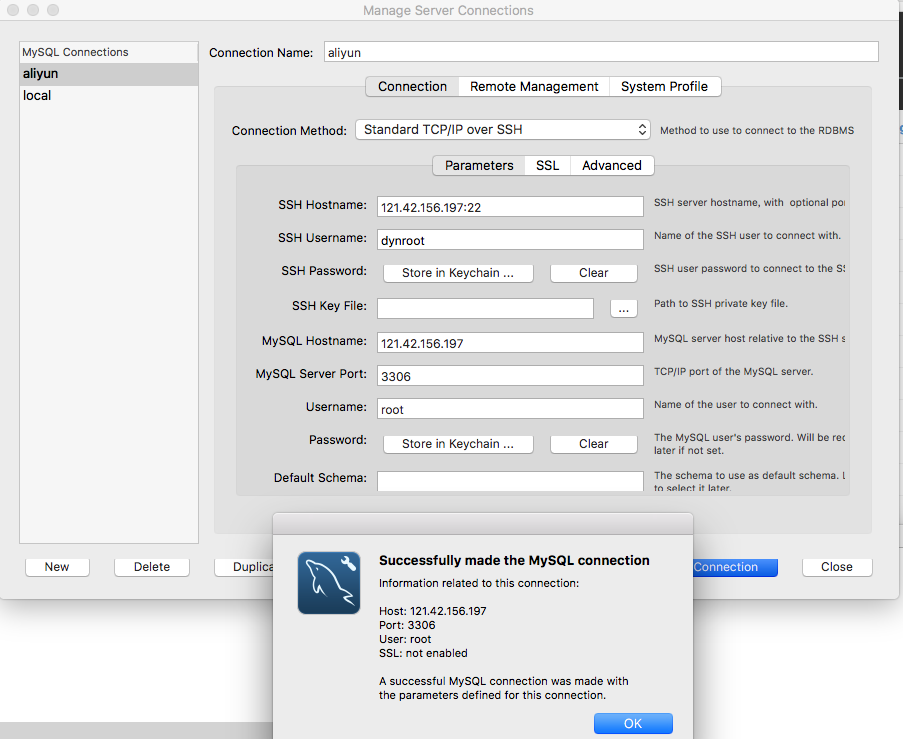 Manage Server Connections
MySQL Connections
aliyun
local
Connection Name: aliyun
Connection Remote Management System Profile
Connection Method: Standard TCP/IP over SSH Method to use to connect to the RDBMS
Parameters SSL Advanced
SSH Hostname: 121.42.156.197:22 SSH server hostname, with optional por
SSH Username: dynroot Name of the SSH user to connect with.
SSH Password: Store in Keychain ... Clear SSH user password to connect to the SS
SSH Key File: ... Path to SSH private key file.
MySQL Hostname: 121.42.156.197 MySQL server host relative to the SSH s
MySQL Server Port: 3306 TCP/IP port of the MySQL server.
Username: root Name of the user to connect with.
Password: Store in Keychain ... Clear The MySQL user's password. Will be rec
later if not set.
Default Schema: The schema to use as default schema. L
to select it later.
New Delete Duplica Connection Close
Successfully made the MySQL connection
Information related to this connection:
Host: 121.42.156.197
Port: 3306
User: root
SSL: not enabled
A successful MySQL connection was made with
the parameters defined for this connection.
OK